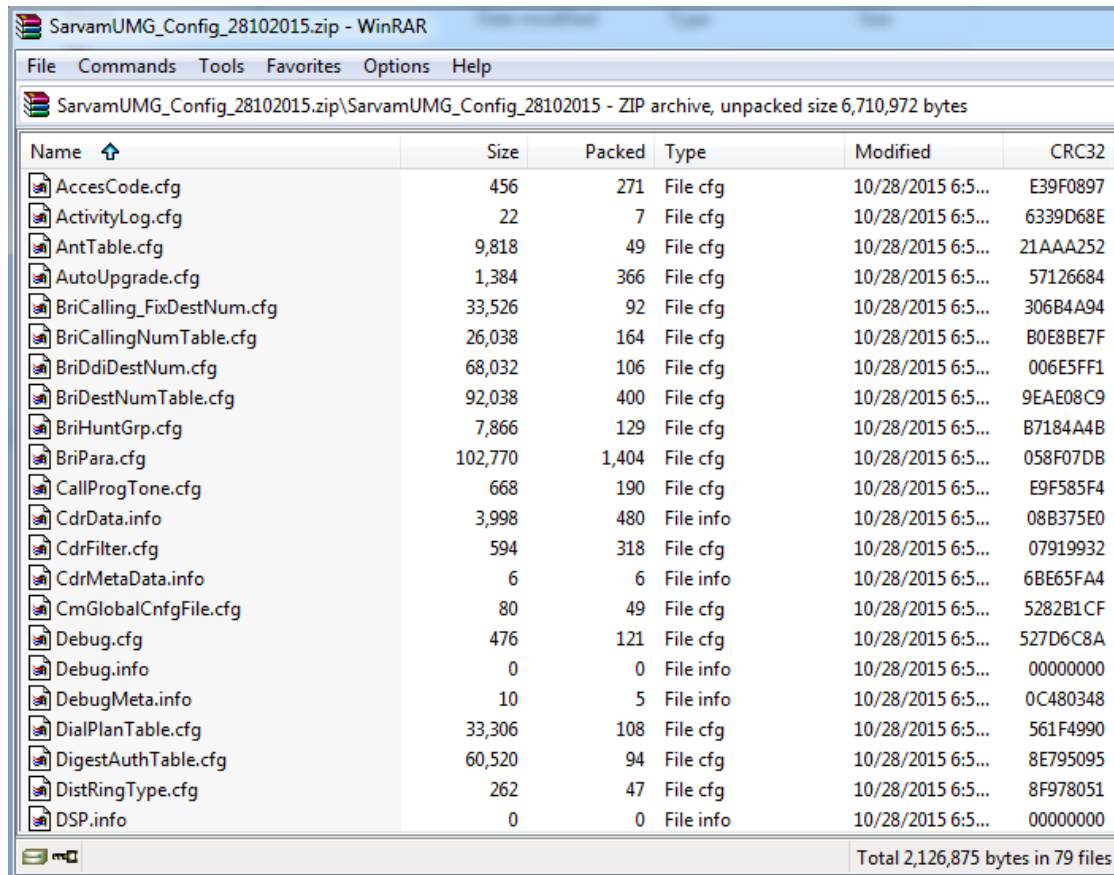 SarvamUMG_Config_28102015.zip - WinRAR
File Commands Tools Favorites Options Help
SarvamUMG_Config_28102015.zip\SarvamUMG_Config_28102015 - ZIP archive, unpacked size 6,710,972 bytes
Name Size Packed Type Modified CRC32
AccesCode.cfg 456 271 File cfg 10/28/2015 6:5... E39F0897
ActivityLog.cfg 22 7 File cfg 10/28/2015 6:5... 6339D68E
AntTable.cfg 9,818 49 File cfg 10/28/2015 6:5... 21AAA252
AutoUpgrade.cfg 1,384 366 File cfg 10/28/2015 6:5... 57126684
BriCalling_FixDestNum.cfg 33,526 92 File cfg 10/28/2015 6:5... 306B4A94
BriCallingNumTable.cfg 26,038 164 File cfg 10/28/2015 6:5... B0E8BE7F
BriDdiDestNum.cfg 68,032 106 File cfg 10/28/2015 6:5... 006E5FF1
BriDestNumTable.cfg 92,038 400 File cfg 10/28/2015 6:5... 9EAE08C9
BriHuntGrp.cfg 7,866 129 File cfg 10/28/2015 6:5... B7184A4B
BriPara.cfg 102,770 1,404 File cfg 10/28/2015 6:5... 058F07DB
CallProgTone.cfg 668 190 File cfg 10/28/2015 6:5... E9F585F4
CdrData.info 3,998 480 File info 10/28/2015 6:5... 08B375E0
CdrFilter.cfg 594 318 File cfg 10/28/2015 6:5... 07919932
CdrMetaData.info 6 6 File info 10/28/2015 6:5... 6BE65FA4
CmGlobalCnfgFile.cfg 80 49 File cfg 10/28/2015 6:5... 5282B1CF
Debug.cfg 476 121 File cfg 10/28/2015 6:5... 527D6C8A
Debug.info 0 0 File info 10/28/2015 6:5... 00000000
DebugMeta.info 10 5 File info 10/28/2015 6:5... 0C480348
DialPlanTable.cfg 33,306 108 File cfg 10/28/2015 6:5... 561F4990
DigestAuthTable.cfg 60,520 94 File cfg 10/28/2015 6:5... 8E795095
DistRingType.cfg 262 47 File cfg 10/28/2015 6:5... 8F978051
DSP.info 0 0 File info 10/28/2015 6:5... 00000000
Total 2,126,875 bytes in 79 files